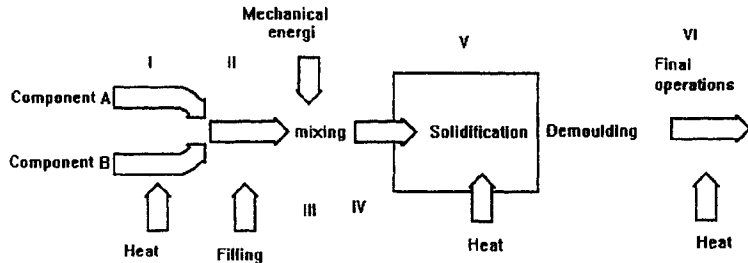 Mechanical
energi
I
II
V
VI
Final
operations
Component A
mixing
Solidification
Demoulding
Component B
III
IV
Heat
Filling
Heat
Heat